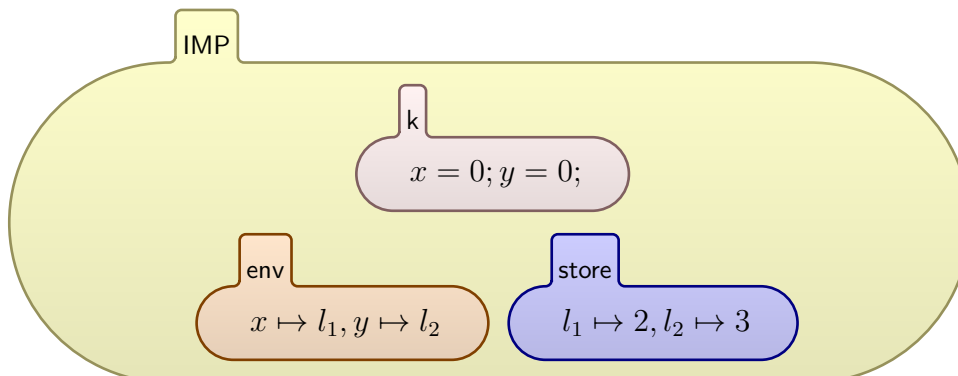 IMP
k
x = 0; y = 0;
env
x ↦ l₁, y ↦ l₂
store
l₁ ↦ 2, l₂ ↦ 3